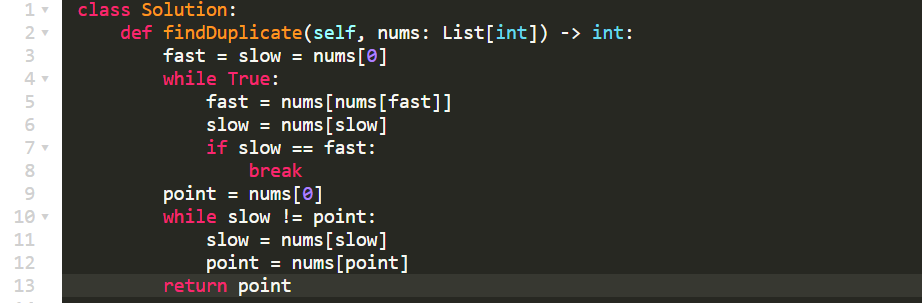 1 class Solution:
2 def findDuplicate(self, nums: List[int]) -> int:
3 fast = slow = nums[0]
4 while True:
5 fast = nums[nums[fast]]
6 slow = nums[slow]
7 if slow == fast:
8 break
9 point = nums[0]
10 while slow != point:
11 slow = nums[slow]
12 point = nums[point]
13 return point